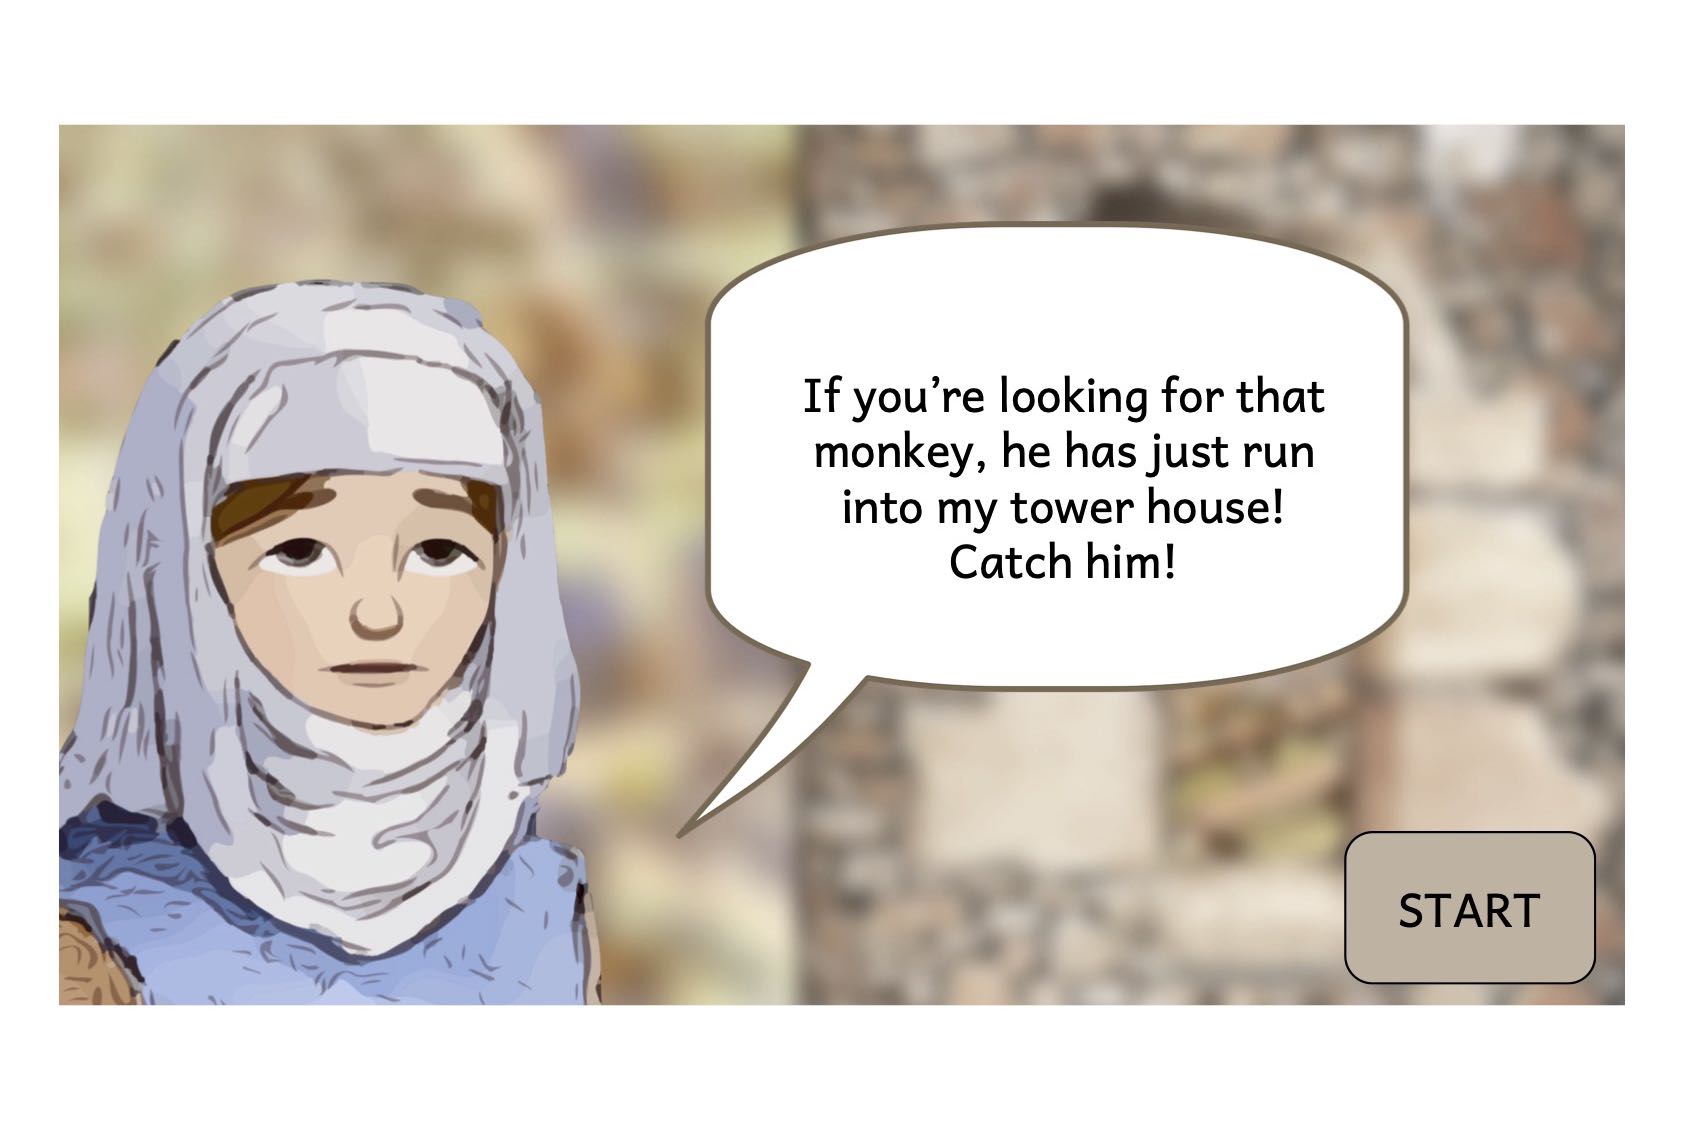 If you’re looking for that
monkey, he has just run
into my tower house!
Catch him!
START